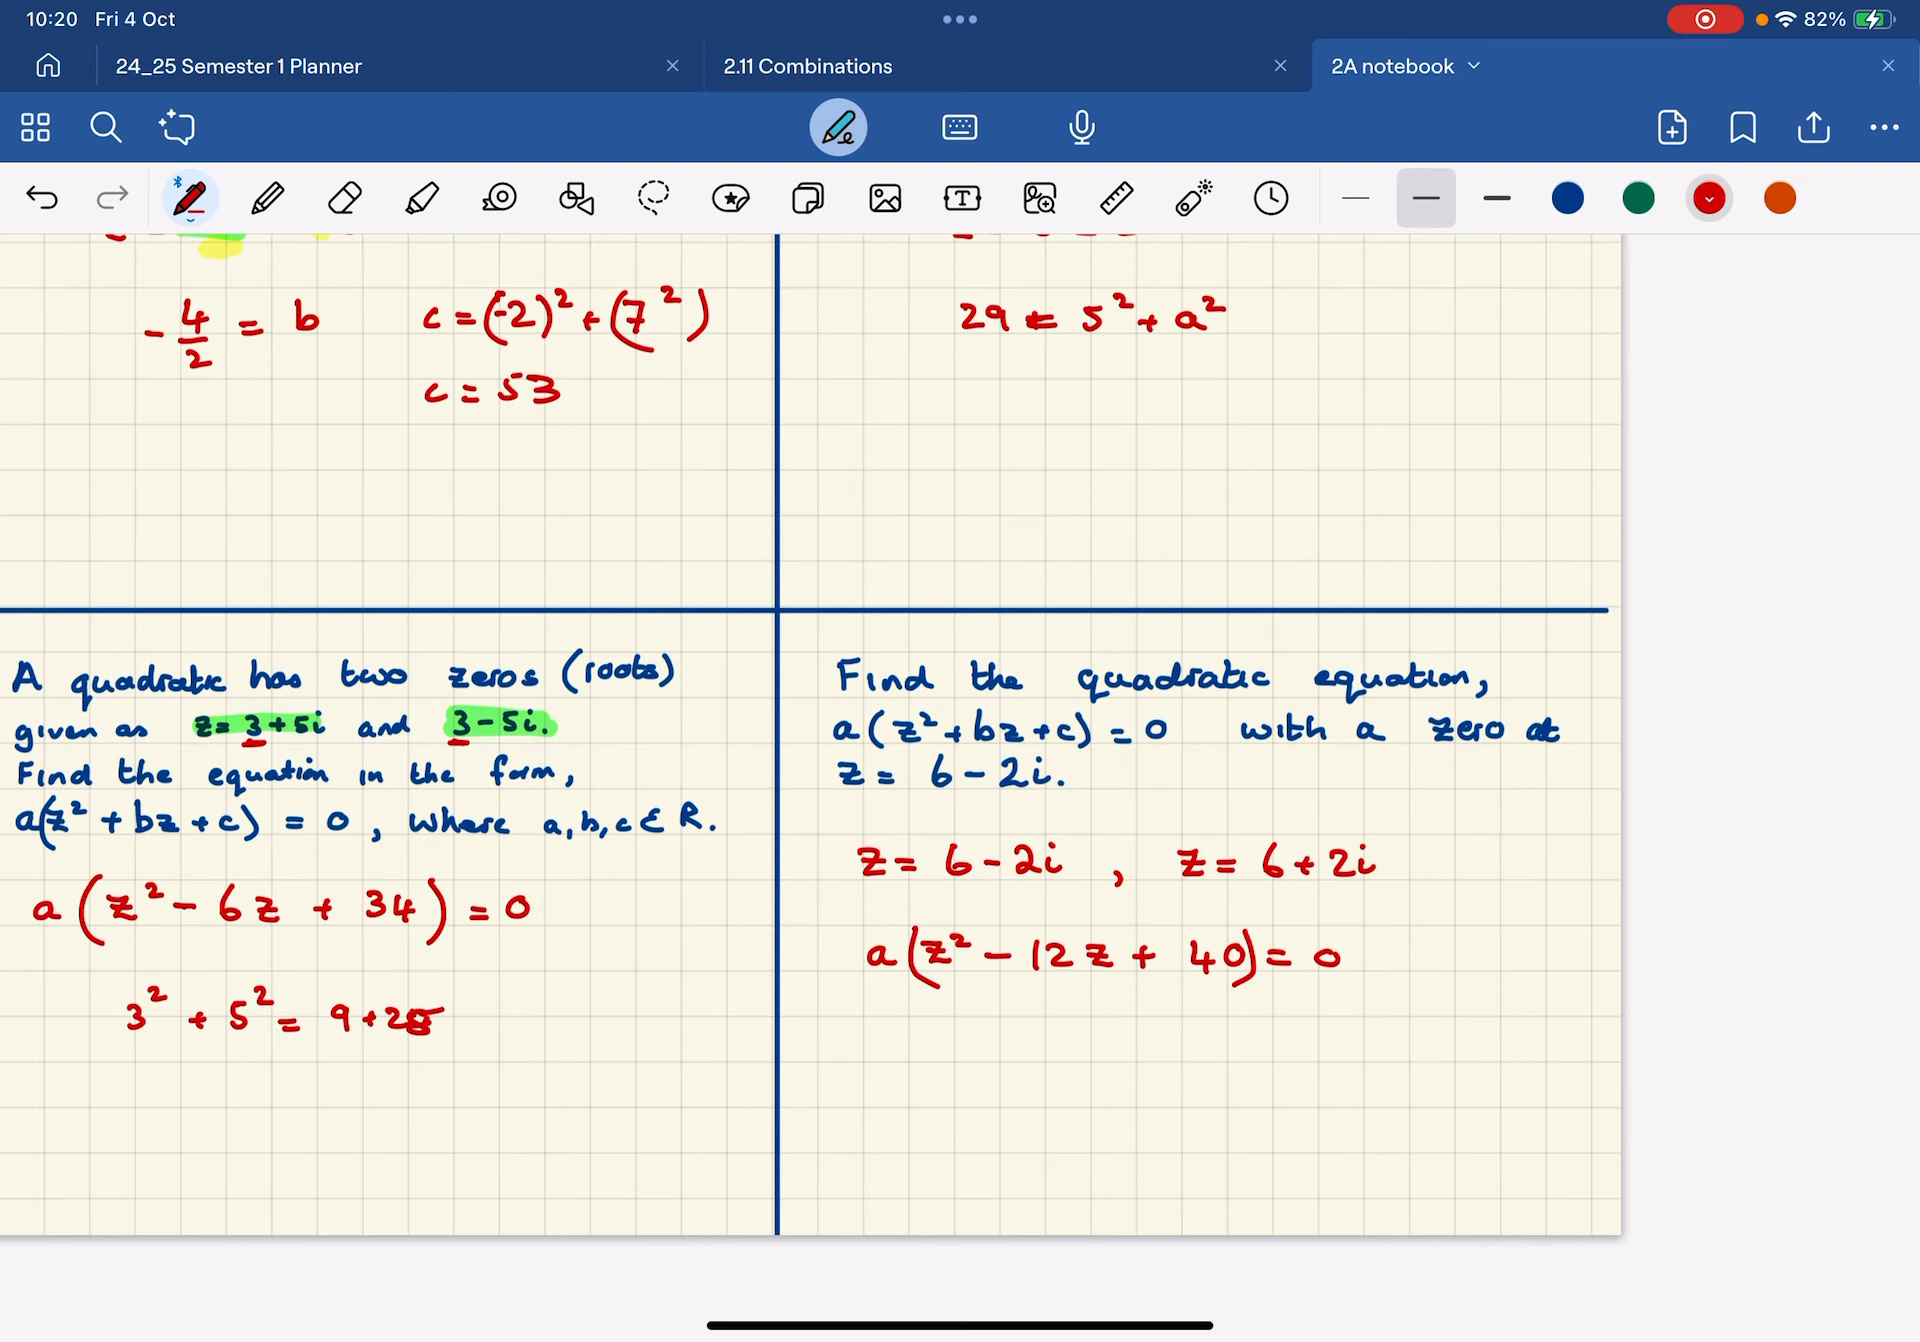 10:20 Fri 4 Oct
82%
24_25 Semester 1 Planner
2.11 Combinations
2A notebook
-4/2 = b
c = (-2)² + (7²)
c = 53
29 = 5² + a²
A quadratic has two zeros (roots)
given as z = 3 + 5i and 3 - 5i.
Find the equation in the form,
a(z² + bz + c) = 0, where a, b, c ∈ R.
a(z² - 6z + 34) = 0
3² + 5² = 9 + 25
Find the quadratic equation,
a(z² + bz + c) = 0 with a zero at
z = 6 - 2i.
z = 6 - 2i, z = 6 + 2i
a(z² - 12z + 40) = 0